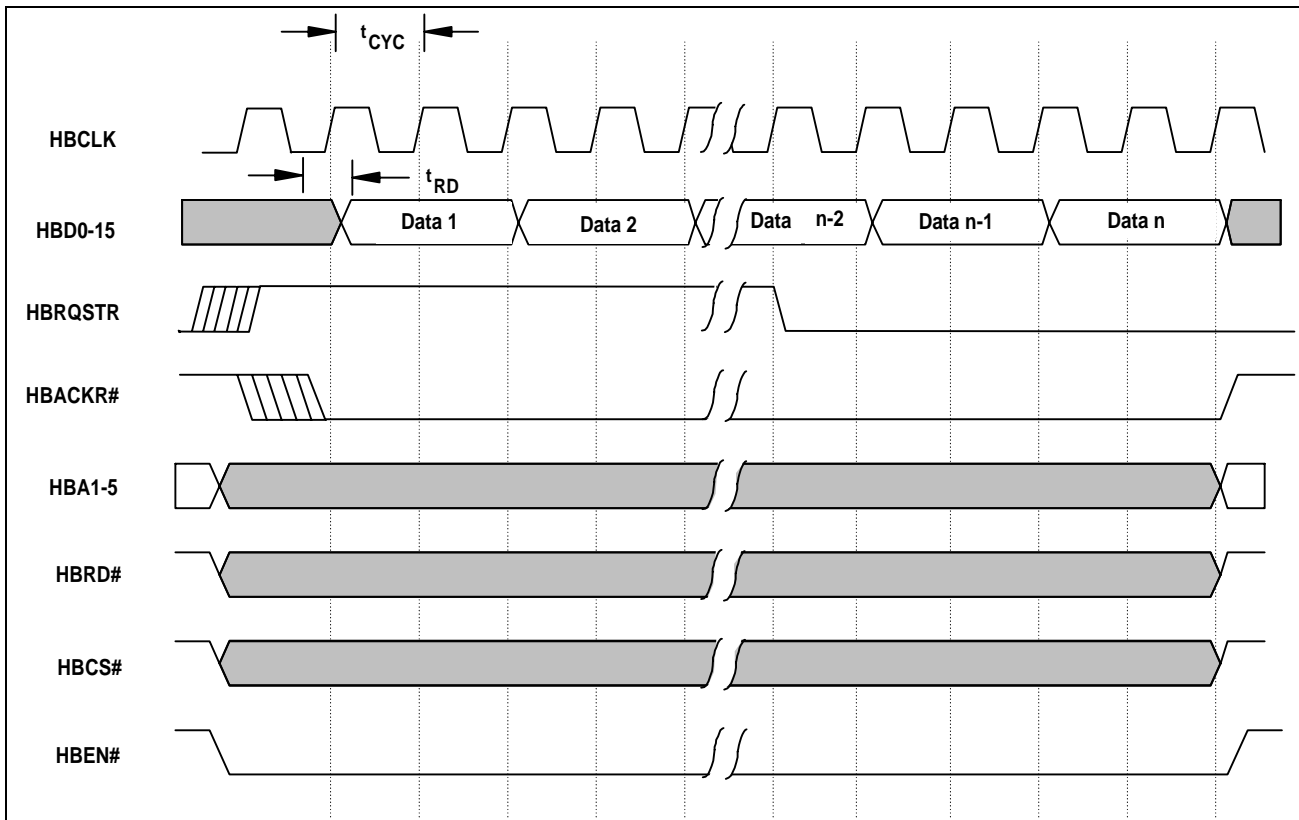 tCYC
HBCLK
tRD
HBD0-15 Data 1 Data 2 Data n-2 Data n-1 Data n
HBRQSTR
HBACKR#
HBA1-5
HBRD#
HBCS#
HBEN#